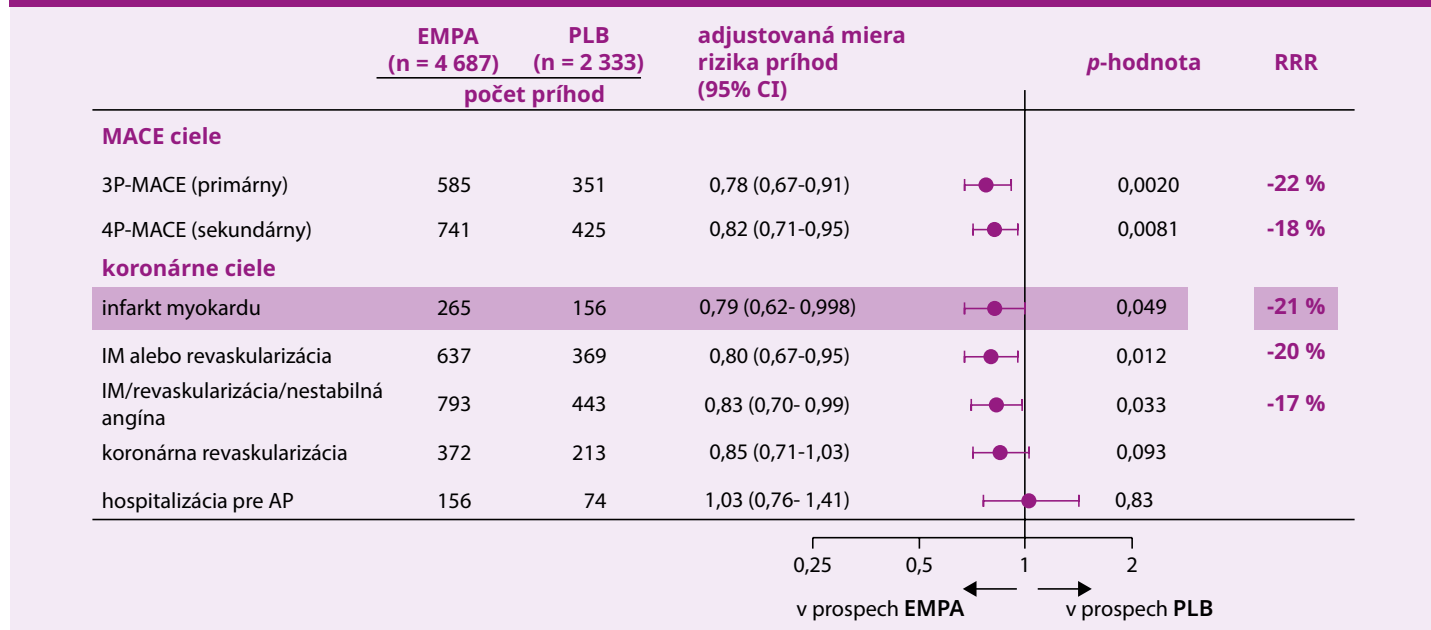 EMPA PLB adjustovaná miera
(n = 4 687) (n = 2 333) rizika príhod p-hodnota RRR
počet príhod (95% CI)
MACE ciele
3P-MACE (primárny) 585 351 0,78 (0,67-0,91) 0,0020 -22 %
4P-MACE (sekundárny) 741 425 0,82 (0,71-0,95) 0,0081 -18 %
koronárne ciele
infarkt myokardu 265 156 0,79 (0,62- 0,998) 0,049 -21 %
IM alebo revaskularizácia 637 369 0,80 (0,67-0,95) 0,012 -20 %
IM/revaskularizácia/nestabilná
angína 793 443 0,83 (0,70- 0,99) 0,033 -17 %
koronárna revaskularizácia 372 213 0,85 (0,71-1,03) 0,093
hospitalizácia pre AP 156 74 1,03 (0,76- 1,41) 0,83
0,25 0,5 1 2
v prospech EMPA v prospech PLB